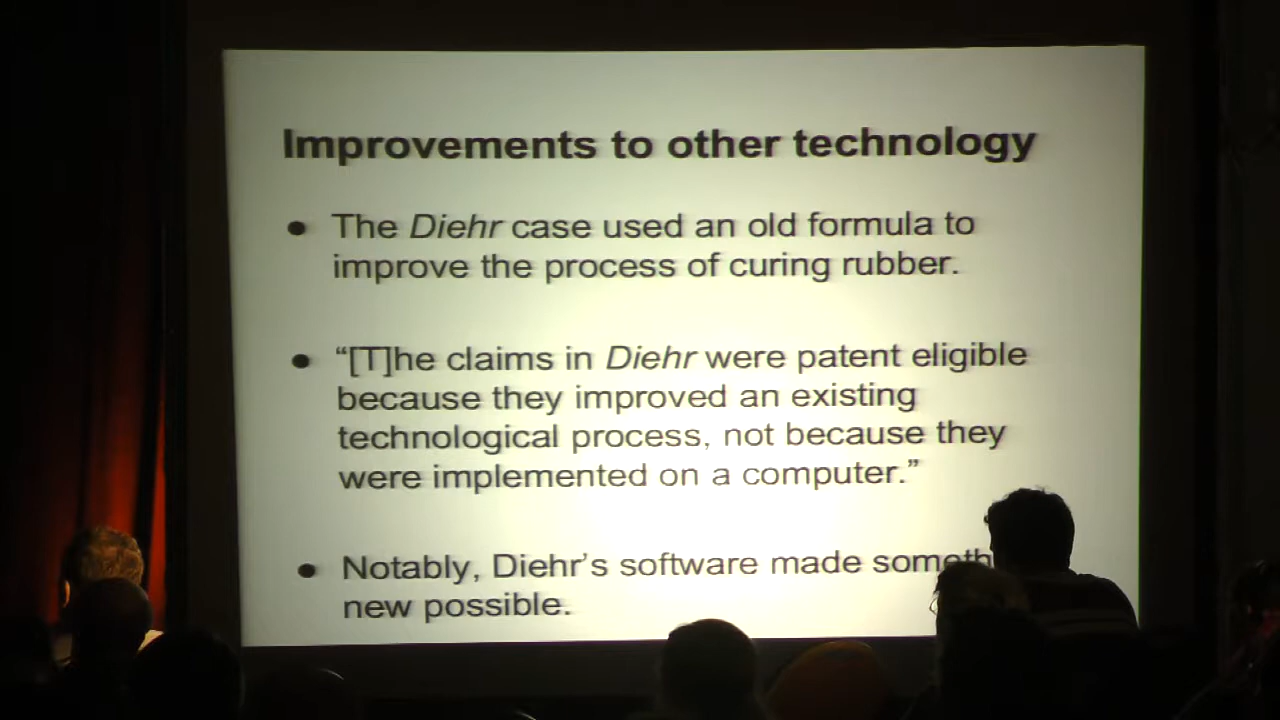 Improvements to other technology
• The Diehr case used an old formula to
improve the process of curing rubber.
• “[T]he claims in Diehr were patent eligible
because they improved an existing
technological process, not because they
were implemented on a computer.”
• Notably, Diehr’s software made someth
new possible.